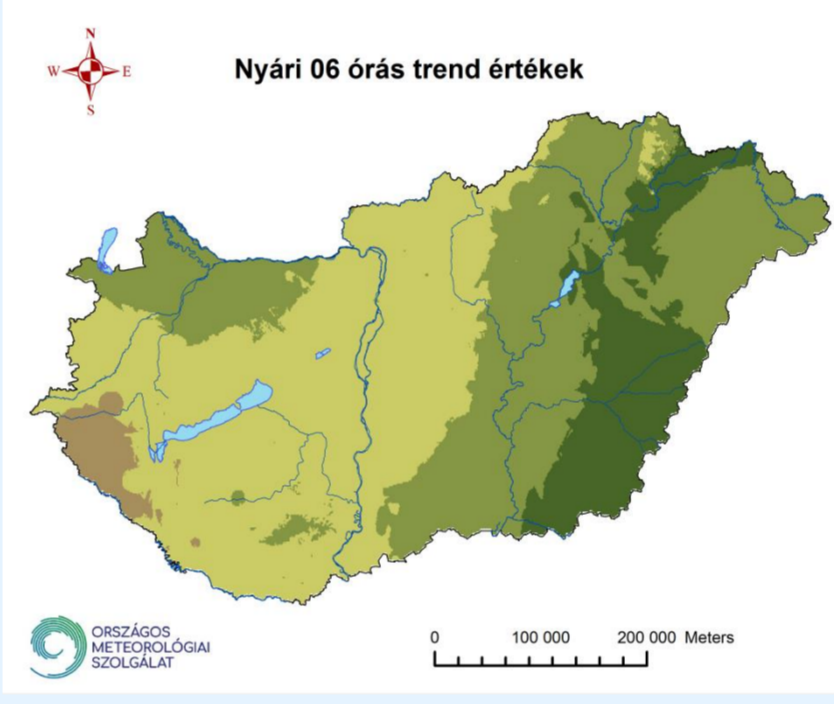 N
Nyári 06 órás trend értékek
W E
S
ORSZÁGOS
METEOROLÓGIAI
SZOLGÁLAT
0 100 000 200 000 Meters